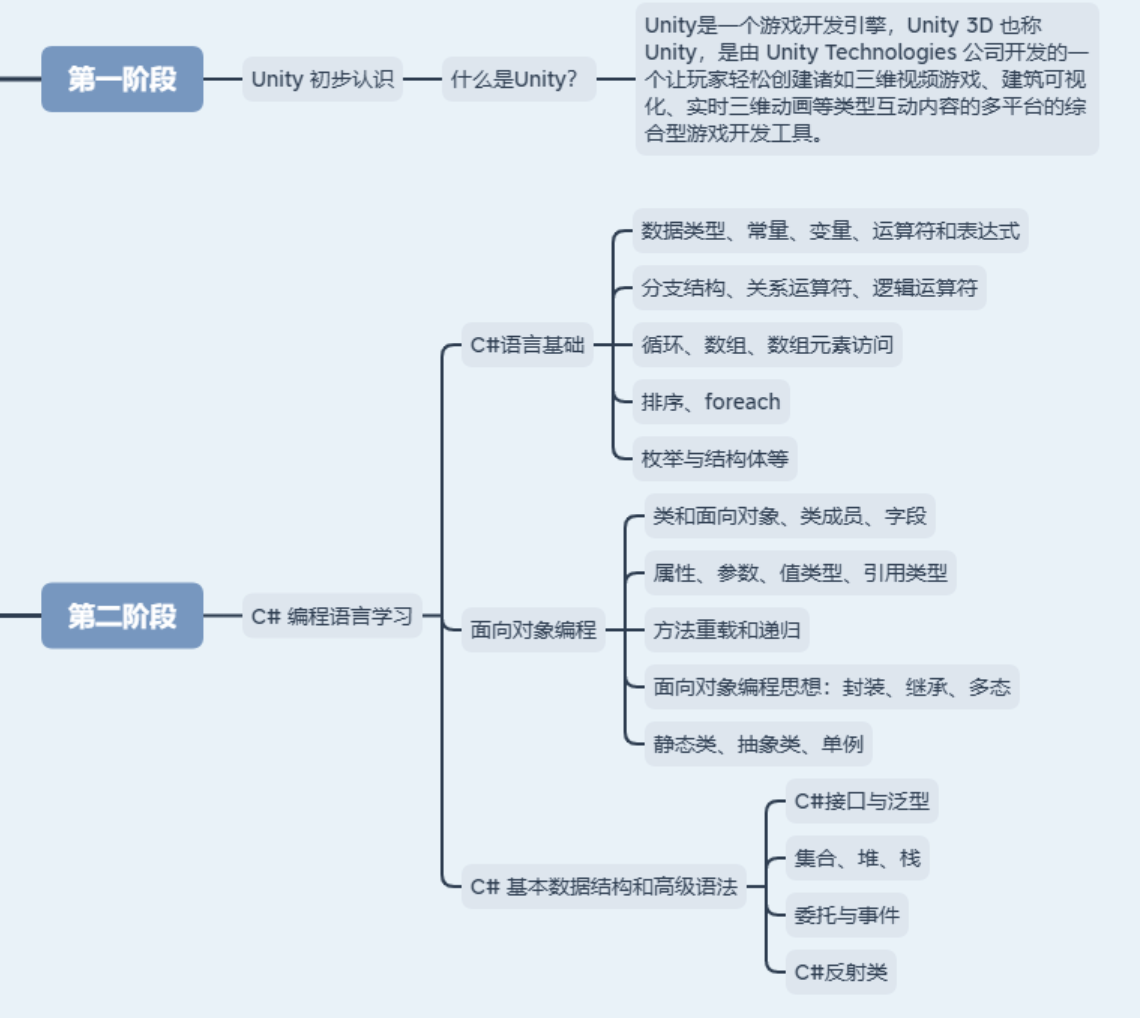 第一阶段
Unity 初步认识
什么是Unity?
Unity是一个游戏开发引擎，Unity 3D 也称
Unity，是由 Unity Technologies 公司开发的一
个让玩家轻松创建诸如三维视频游戏、建筑可视
化、实时三维动画等类型互动内容的多平台的综
合型游戏开发工具。
第二阶段
C# 编程语言学习
C#语言基础
数据类型、常量、变量、运算符和表达式
分支结构、关系运算符、逻辑运算符
循环、数组、数组元素访问
排序、foreach
枚举与结构体等
面向对象编程
类和面向对象、类成员、字段
属性、参数、值类型、引用类型
方法重载和递归
面向对象编程思想：封装、继承、多态
静态类、抽象类、单例
C# 基本数据结构和高级语法
C#接口与泛型
集合、堆、栈
委托与事件
C#反射类